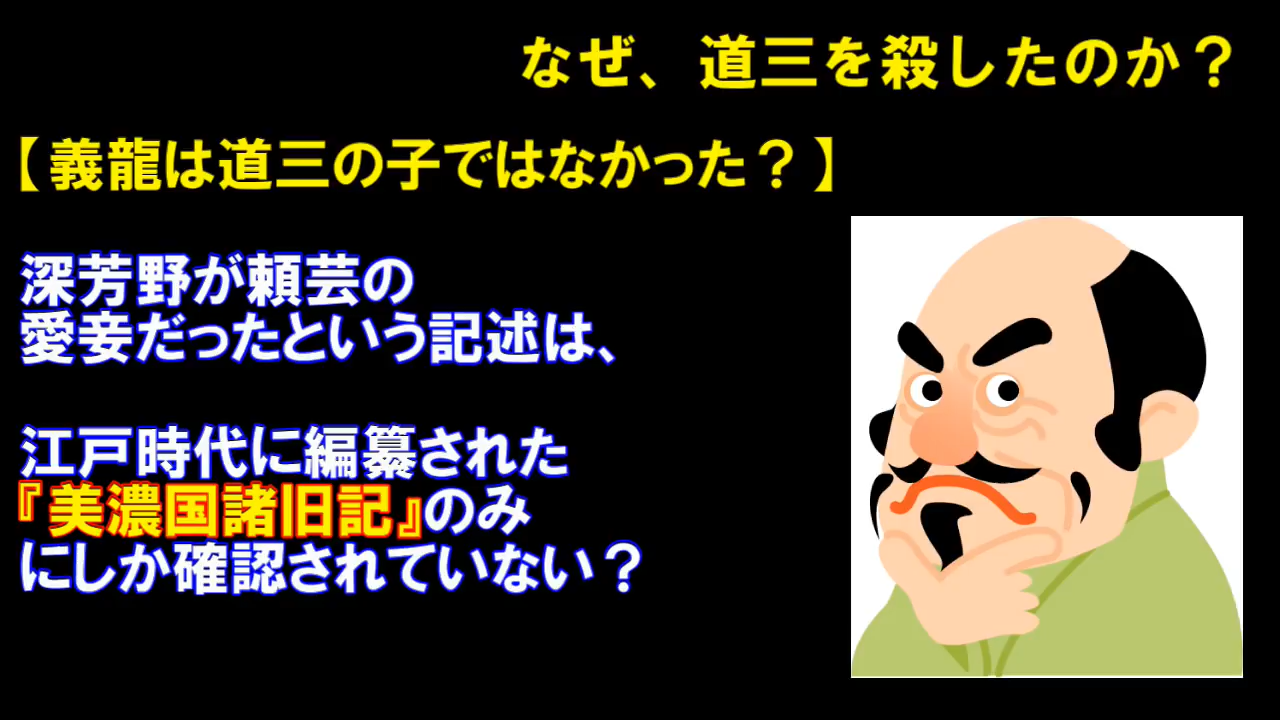 なぜ、道三を殺したのか？
【義龍は道三の子ではなかった？】
深芳野が頼芸の
愛妾だったという記述は、
江戸時代に編纂された
『美濃国諸旧記』のみ
にしか確認されていない？